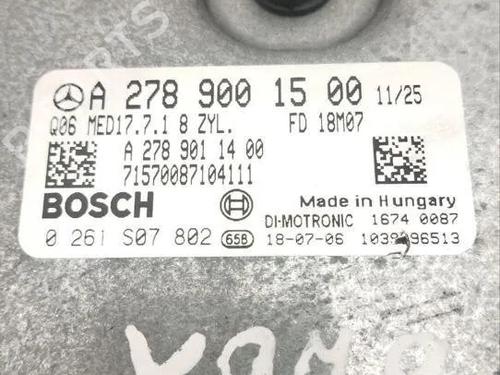 A 278 900 15 00 11/25
Q06 MED17.7.1 8 ZYL. FD 18M07
A 278 901 14 00
71570087104111
BOSCH
Made in Hungary
DI-MOTRONIC 1674 0087
0 261 S07 802 658 18-07-06